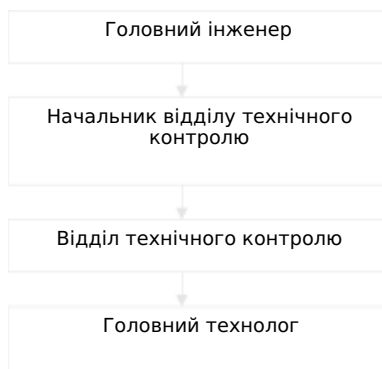 Головний інженер
Начальник відділу технічного
контролю
Відділ технічного контролю
Головний технолог